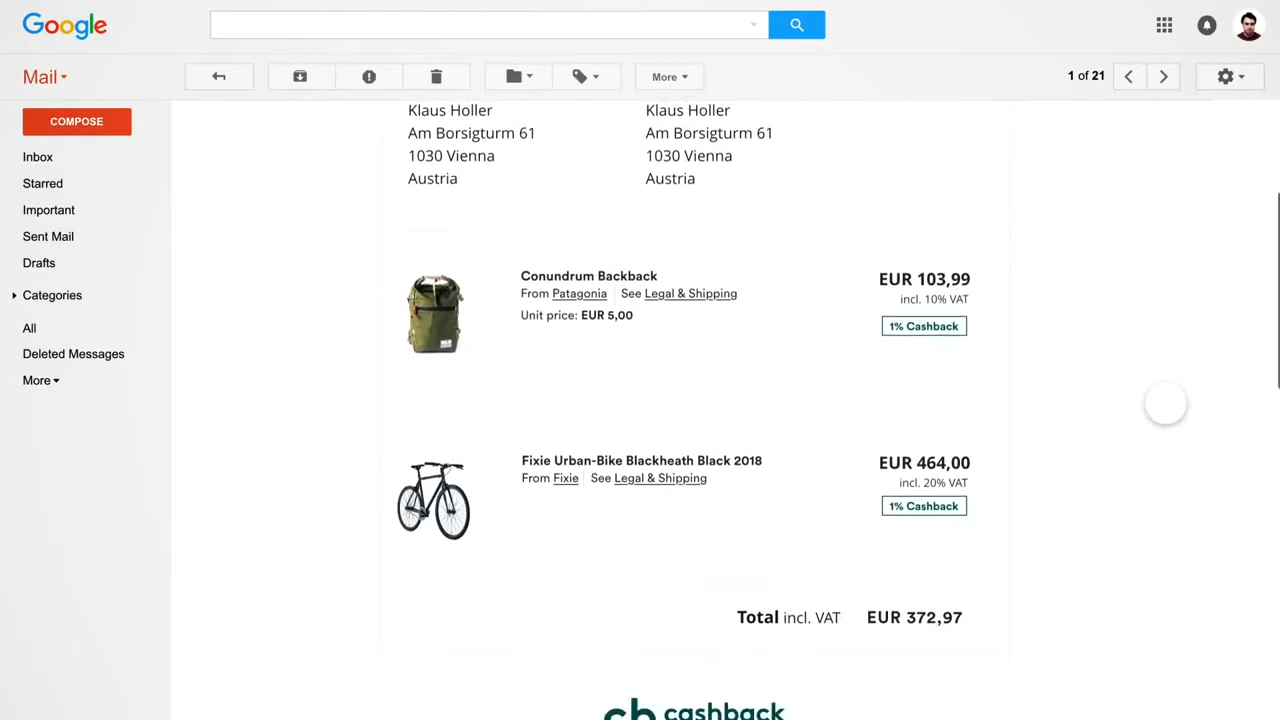 Google
Mail
More
1 of 21
COMPOSE
Inbox
Starred
Important
Sent Mail
Drafts
Categories
All
Deleted Messages
More
Klaus Holler
Am Borsigturm 61
1030 Vienna
Austria
Klaus Holler
Am Borsigturm 61
1030 Vienna
Austria
Conundrum Backback
From Patagonia See Legal & Shipping
Unit price: EUR 5,00
EUR 103,99
incl. 10% VAT
1% Cashback
Fixie Urban-Bike Blackheath Black 2018
From Fixie See Legal & Shipping
EUR 464,00
incl. 20% VAT
1% Cashback
Total incl. VAT EUR 372,97
cb cashback